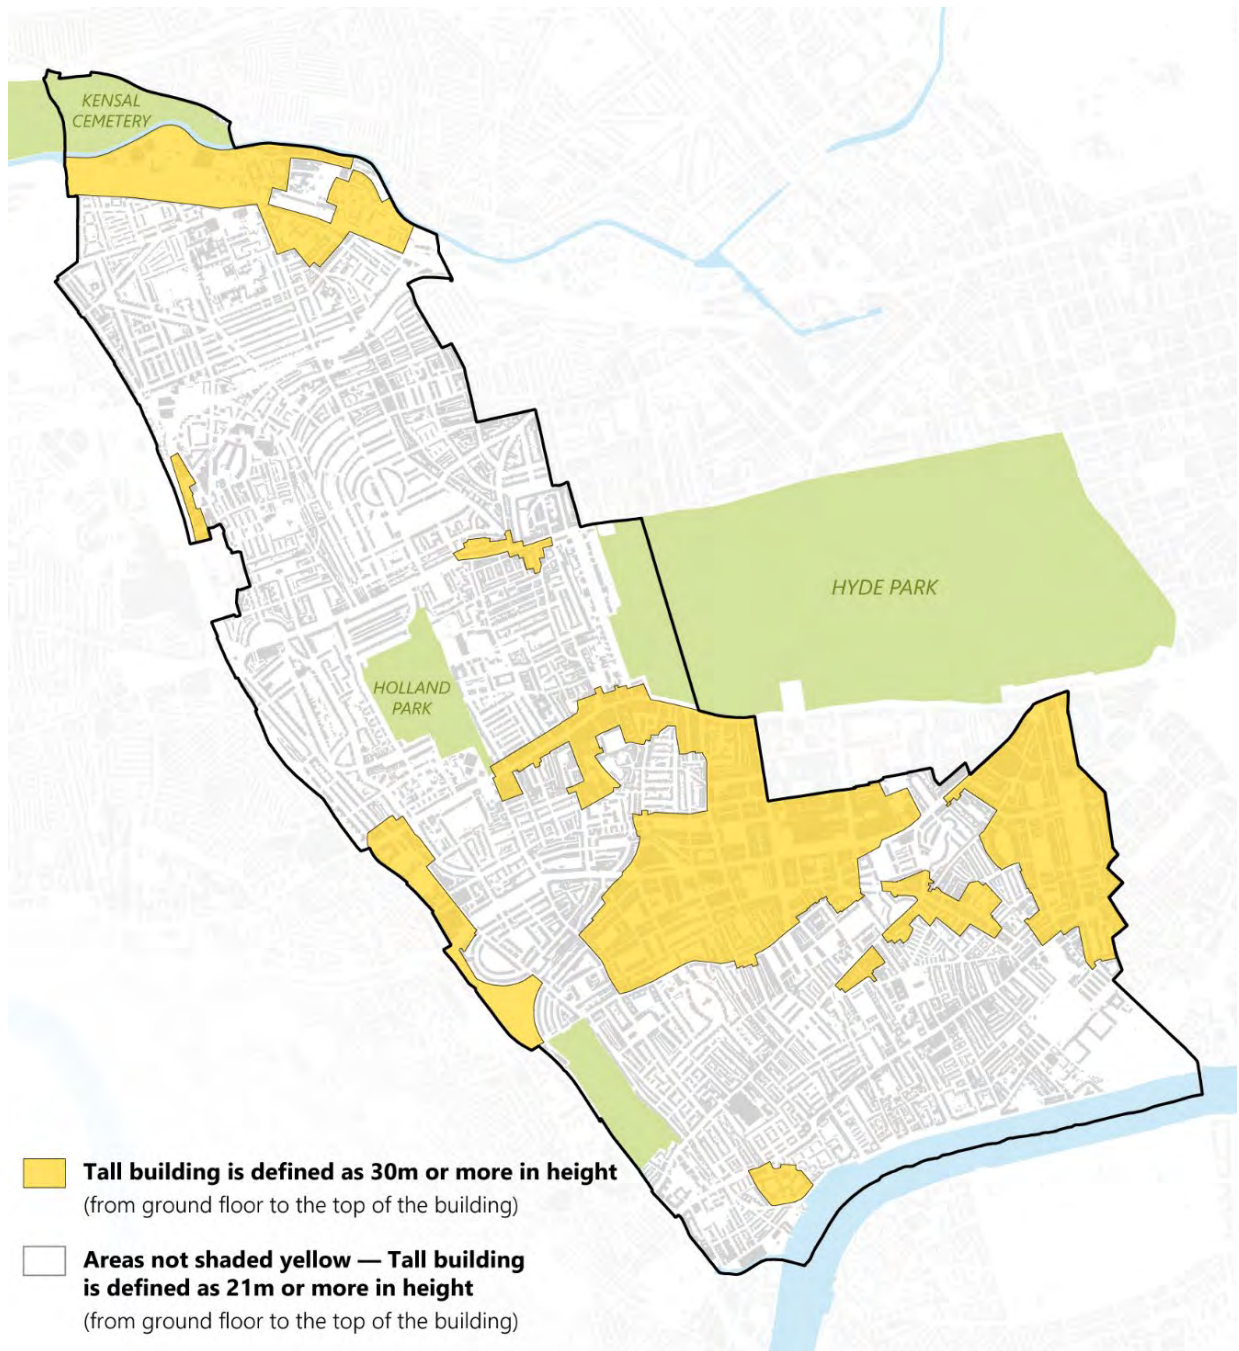 KENSAL
CEMETERY
HYDE PARK
HOLLAND
PARK
Tall building is defined as 30m or more in height
(from ground floor to the top of the building)
Areas not shaded yellow — Tall building
is defined as 21m or more in height
(from ground floor to the top of the building)